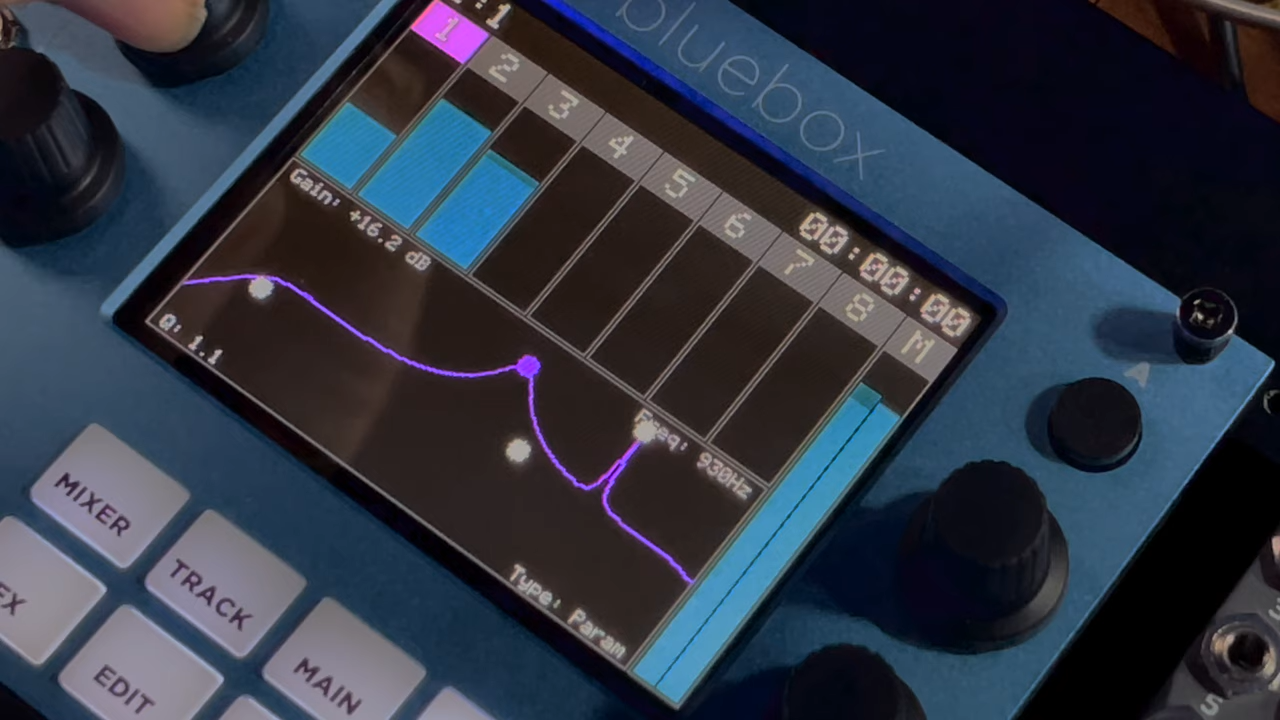 bluebox
:1
1 2 3 4 5 6 7 8 M
00:00:00
Gain: +16.2 dB
Freq: 930Hz
Q: 1.1
Type: Param
A
MIXER
TRACK
MAIN
EDIT